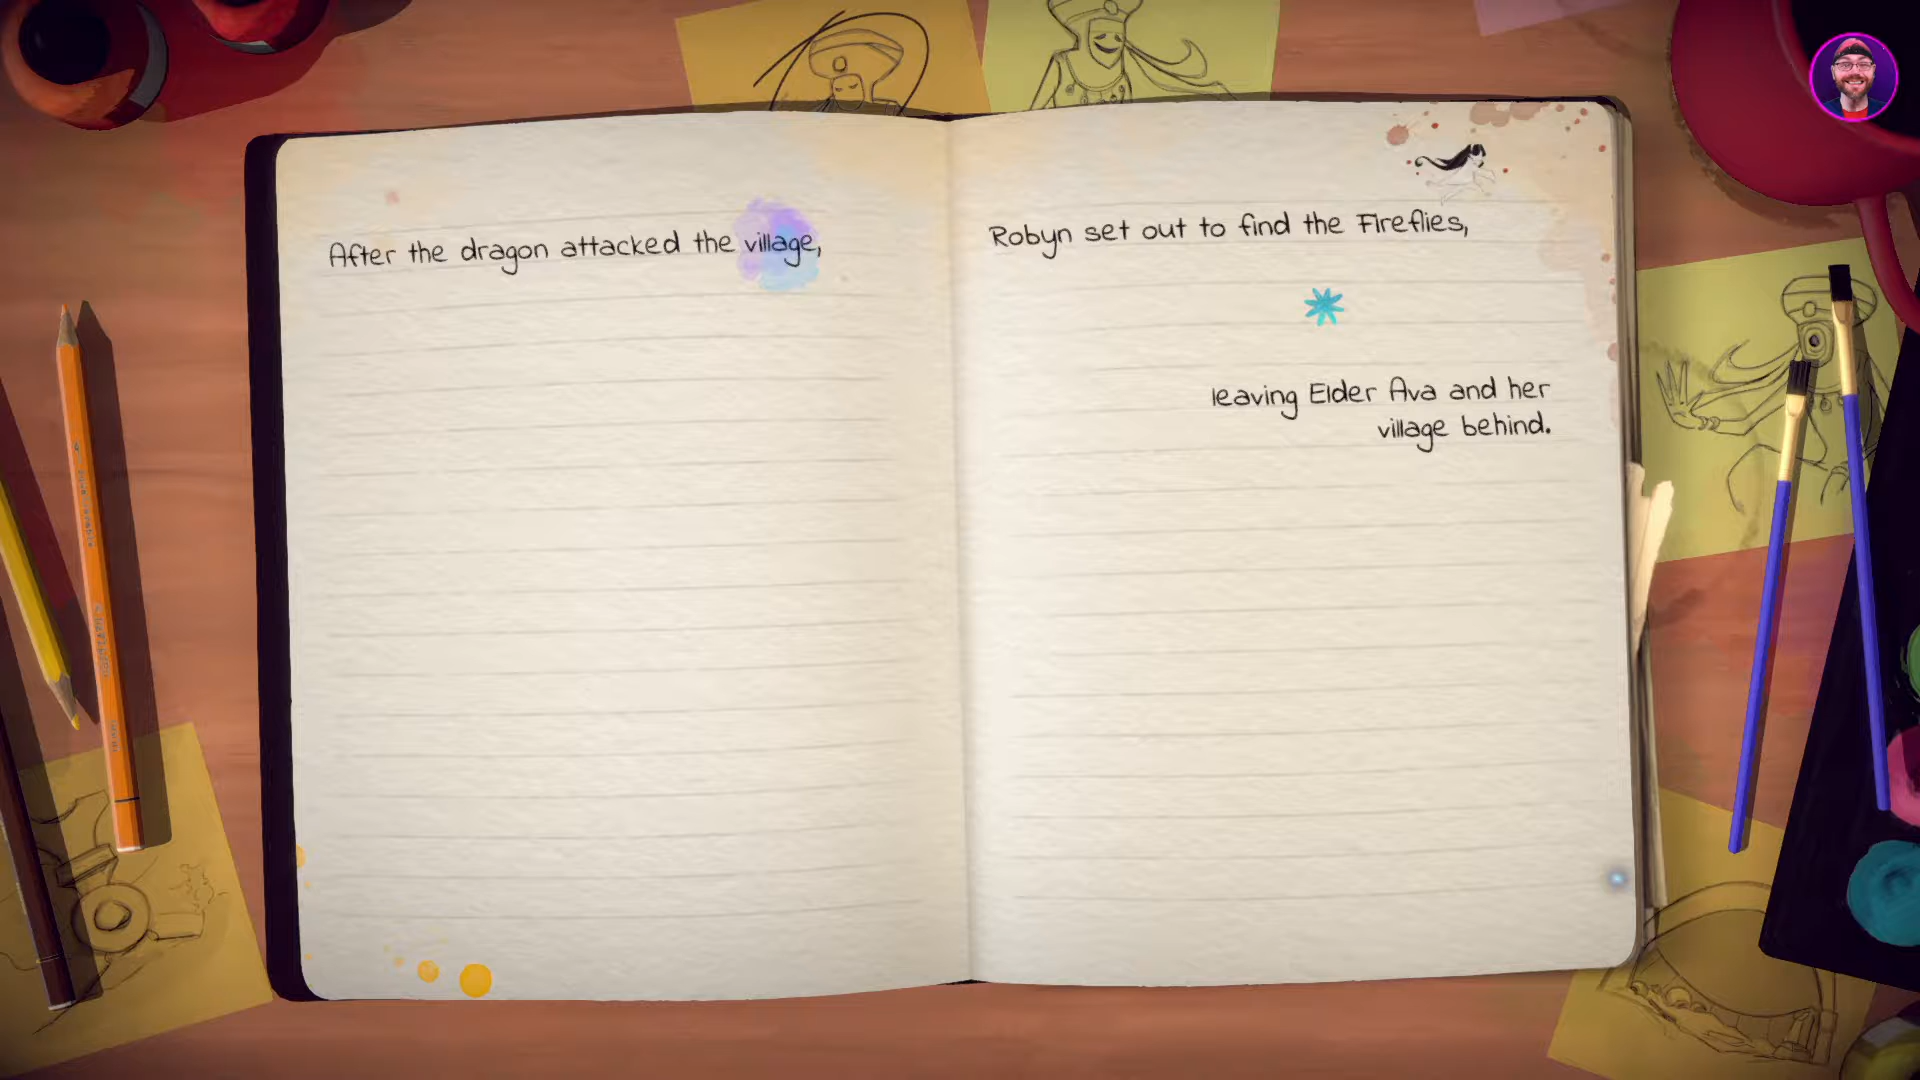 After the dragon attacked the village,
Robyn set out to find the Fireflies,
leaving Elder Ava and her
village behind.